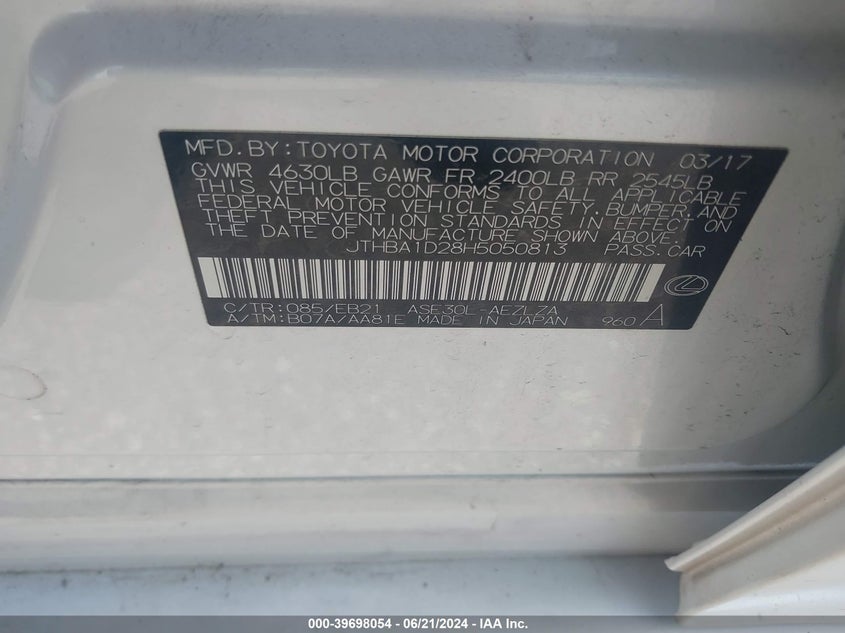 MFD.BY:TOYOTA MOTOR CORPORATION 03/17
GVWR 4630LB GAWR FR 2400LB RR 2545LB
THIS VEHICLE CONFORMS TO ALL APPLICABLE
FEDERAL MOTOR VEHICLE SAFETY,BUMPER,AND
THEFT PREVENTION STANDARDS IN EFFECT ON
THE DATE OF MANUFACTURE SHOWN ABOVE.
JTHBA1D28H5050813 PASS.CAR
C/TR:085/EB21 ASE30L-AEZLZA
A/TM:B07A/AA81E MADE IN JAPAN 960 A
000-39698054 - 06/21/2024 - IAA Inc.